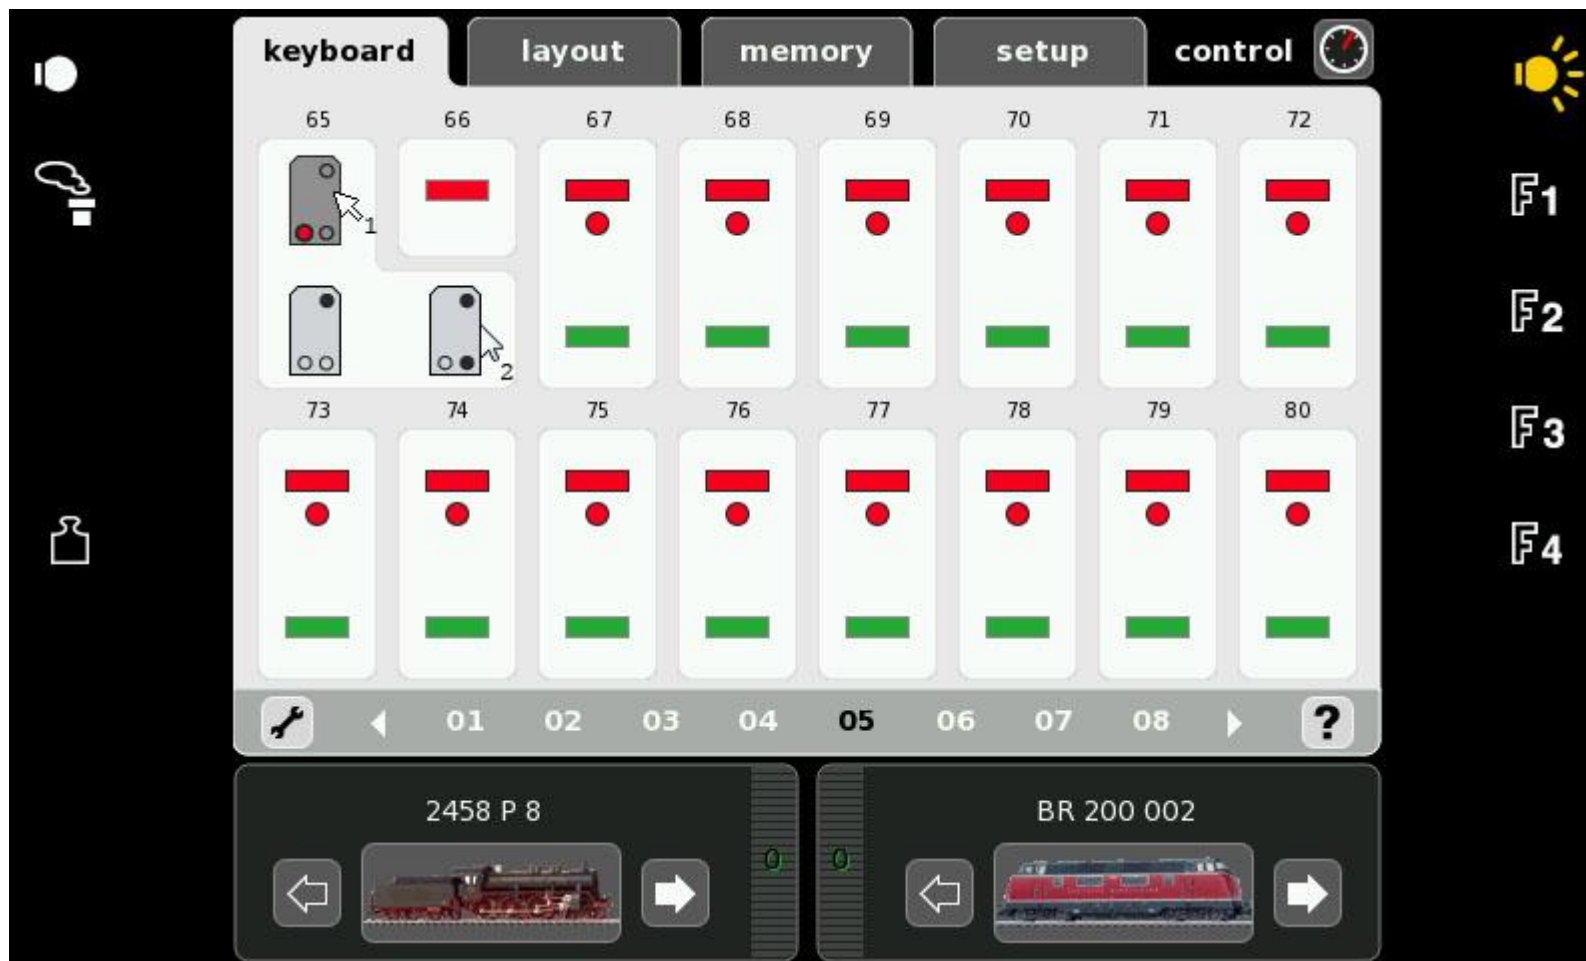 keyboard layout memory setup control
65 66 67 68 69 70 71 72
1
2
73 74 75 76 77 78 79 80
01 02 03 04 05 06 07 08 ?
F1
F2
F3
F4
2458 P 8
0
0
BR 200 002